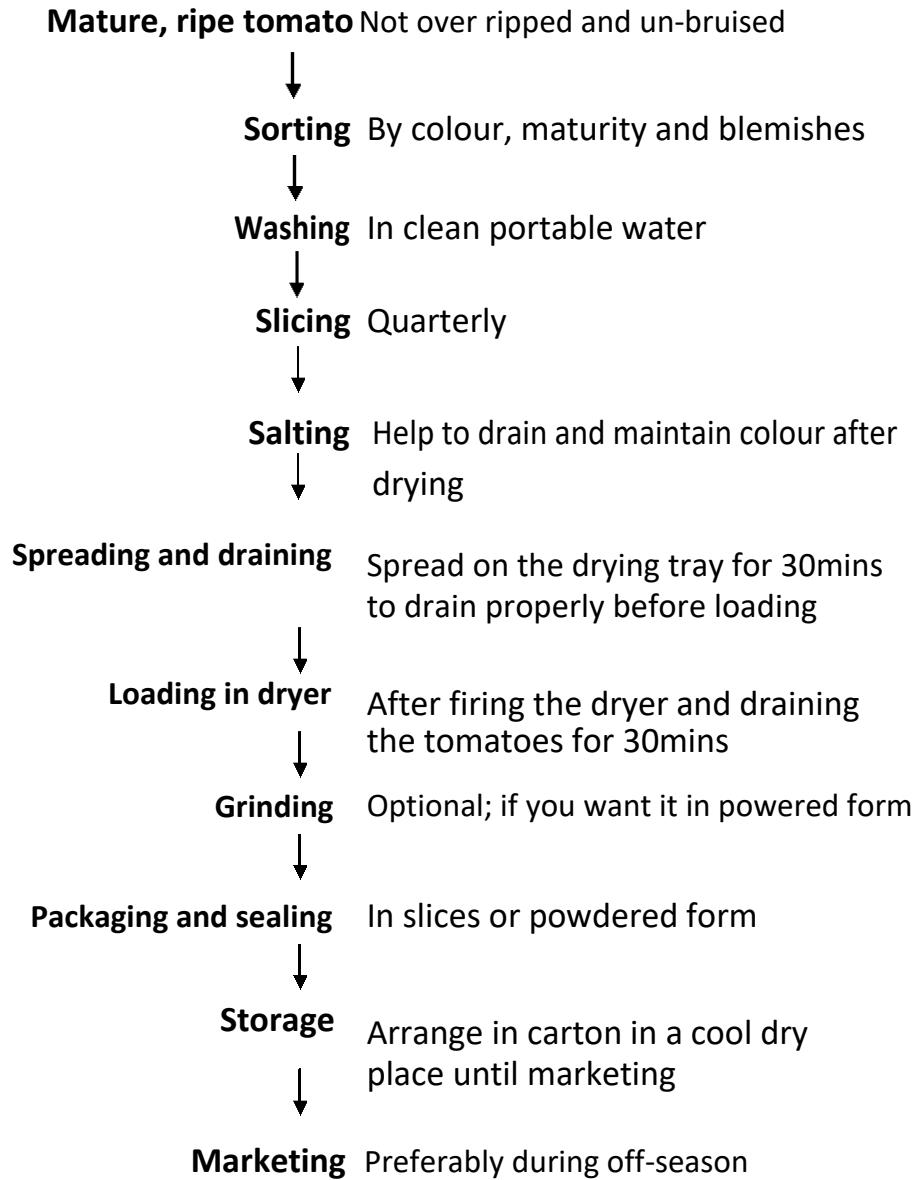 Mature, ripe tomato Not over ripped and un-bruised
Sorting By colour, maturity and blemishes
Washing In clean portable water
Slicing Quarterly
Salting Help to drain and maintain colour after
drying
Spreading and draining Spread on the drying tray for 30mins
to drain properly before loading
Loading in dryer After firing the dryer and draining
the tomatoes for 30mins
Grinding Optional; if you want it in powered form
Packaging and sealing In slices or powdered form
Storage Arrange in carton in a cool dry
place until marketing
Marketing Preferably during off-season